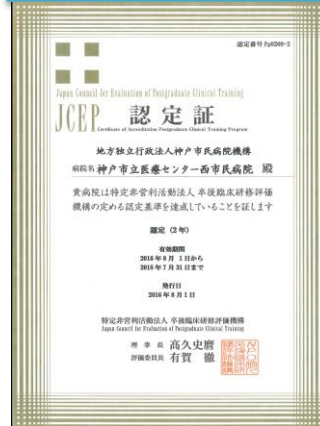 認定番号 Pg0209-2
Japan Council for Evaluation of Postgraduate Clinical Training
JCEP 認定証
Certificate of Accreditation Postgraduate Clinical Training Program
地方独立行政法人神戸市民病院機構
病院名 神戸市立医療センター西市民病院 殿
貴病院は特定非営利活動法人 卒後臨床研修評価
機構の定める認定基準を達成していることを証します
認定（2年）
有効期間
2016年8月 1日から
2018年7月31日まで
発行日
2016年8月1日
特定非営利活動法人 卒後臨床研修評価機構
Japan Council for Evaluation of Postgraduate Clinical Training
理 事 長 高久史麿
評価委員長 有賀 徹